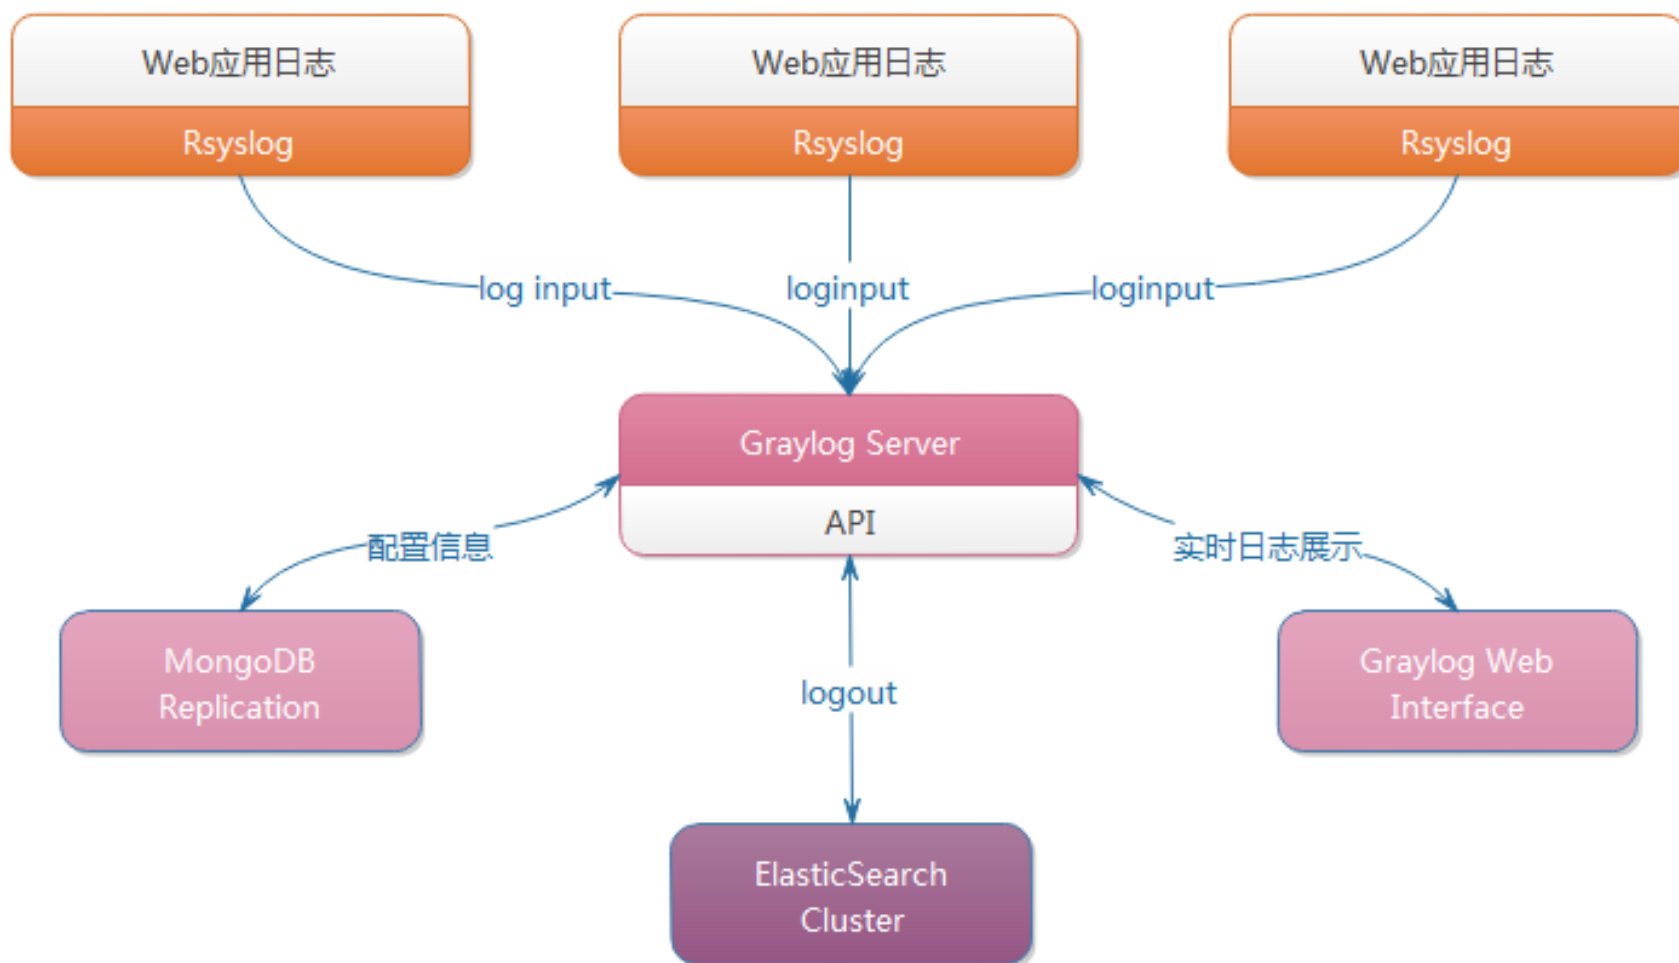 Web应用日志
Web应用日志
Web应用日志
Rsyslog
Rsyslog
Rsyslog
log input
loginput
loginput
Graylog Server
API
配置信息
实时日志展示
MongoDB
Replication
Graylog Web
Interface
logout
ElasticSearch
Cluster